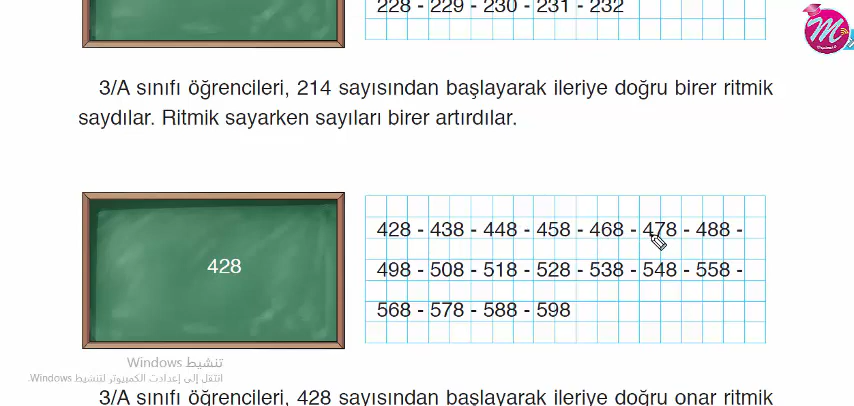 228 - 229 - 230 - 231 - 232
3/A sınıfı öğrencileri, 214 sayısından başlayarak ileriye doğru birer ritmik
saydılar. Ritmik sayarken sayıları birer artırdılar.
428
428 - 438 - 448 - 458 - 468 - 478 - 488 -
498 - 508 - 518 - 528 - 538 - 548 - 558 -
568 - 578 - 588 - 598
تنشيط Windows
انتقل إلى إعدادات الكمبيوتر لتنشيط Windows.
3/A sınıfı öğrencileri, 428 sayısından başlayarak ileriye doğru onar ritmik